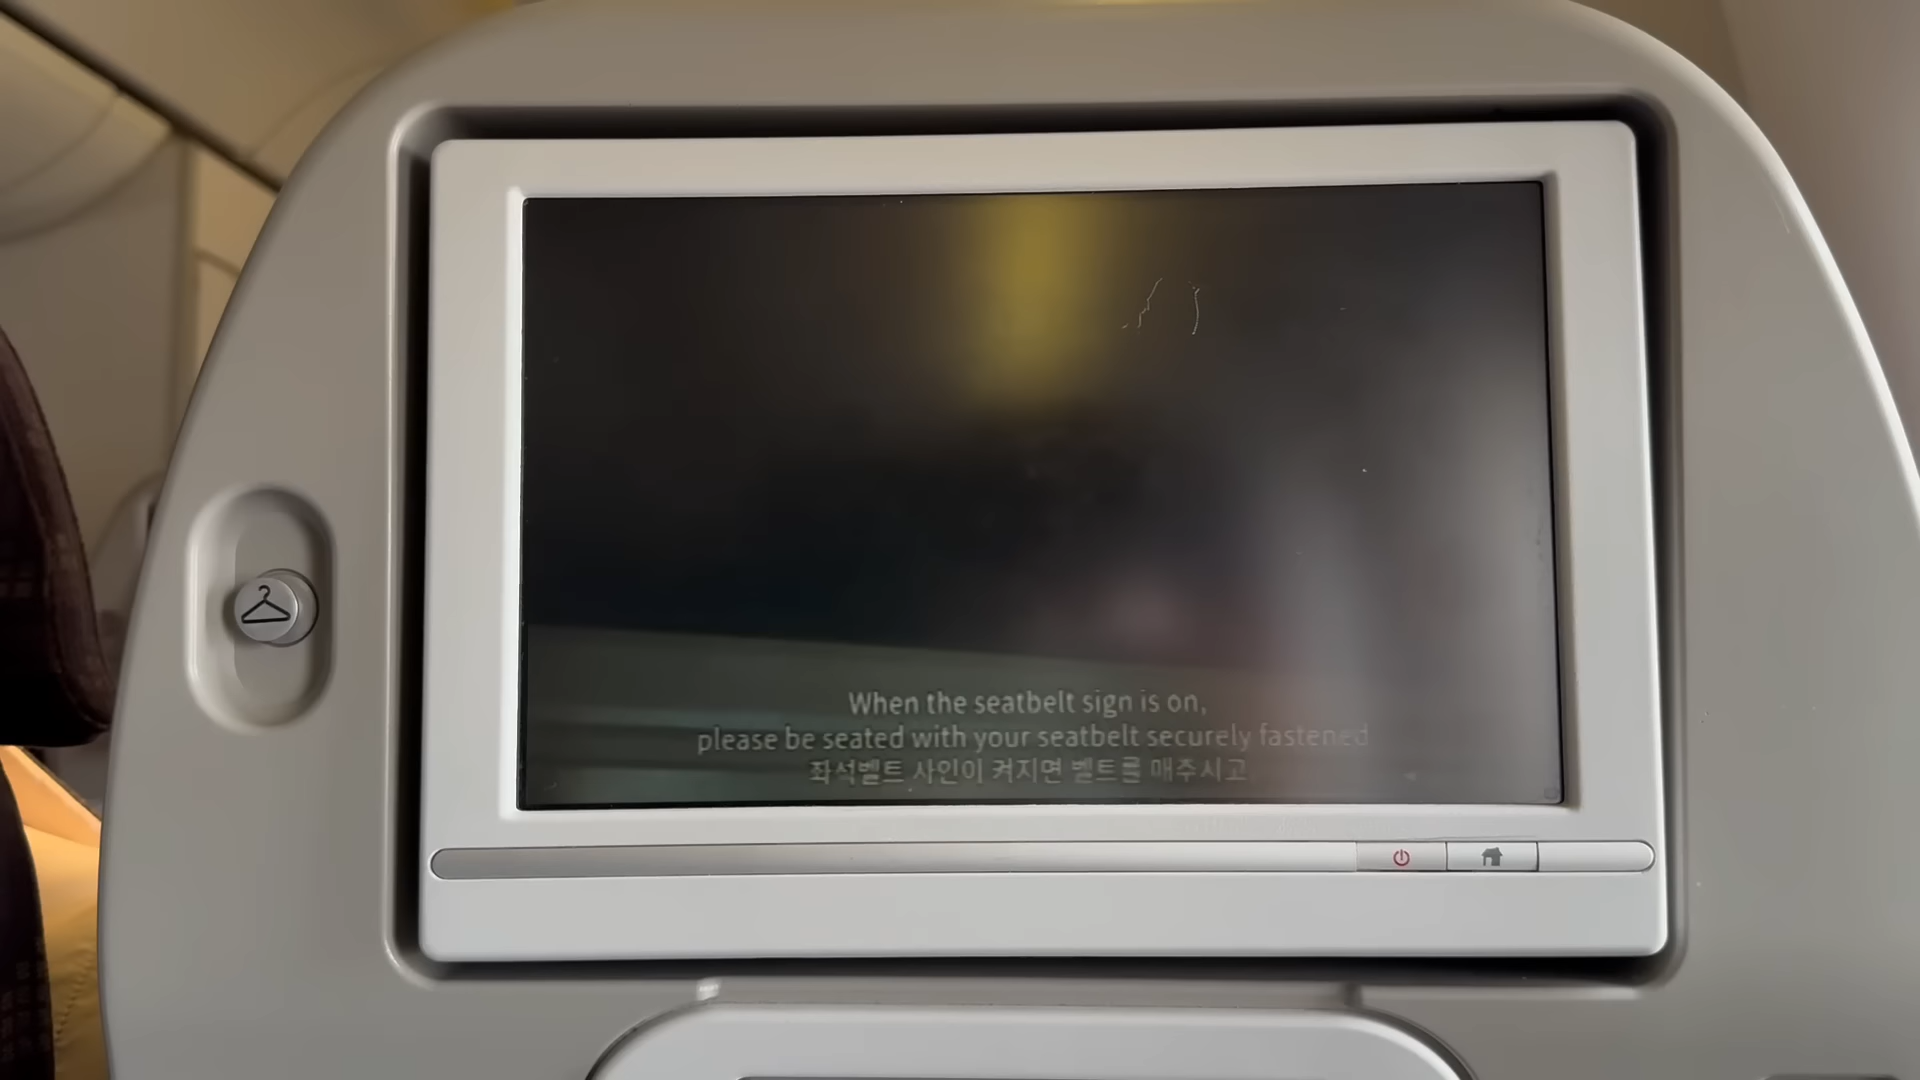 When the seatbelt sign is on,
please be seated with your seatbelt securely fastened
좌석벨트 사인이 켜지면 벨트를 매주시고,